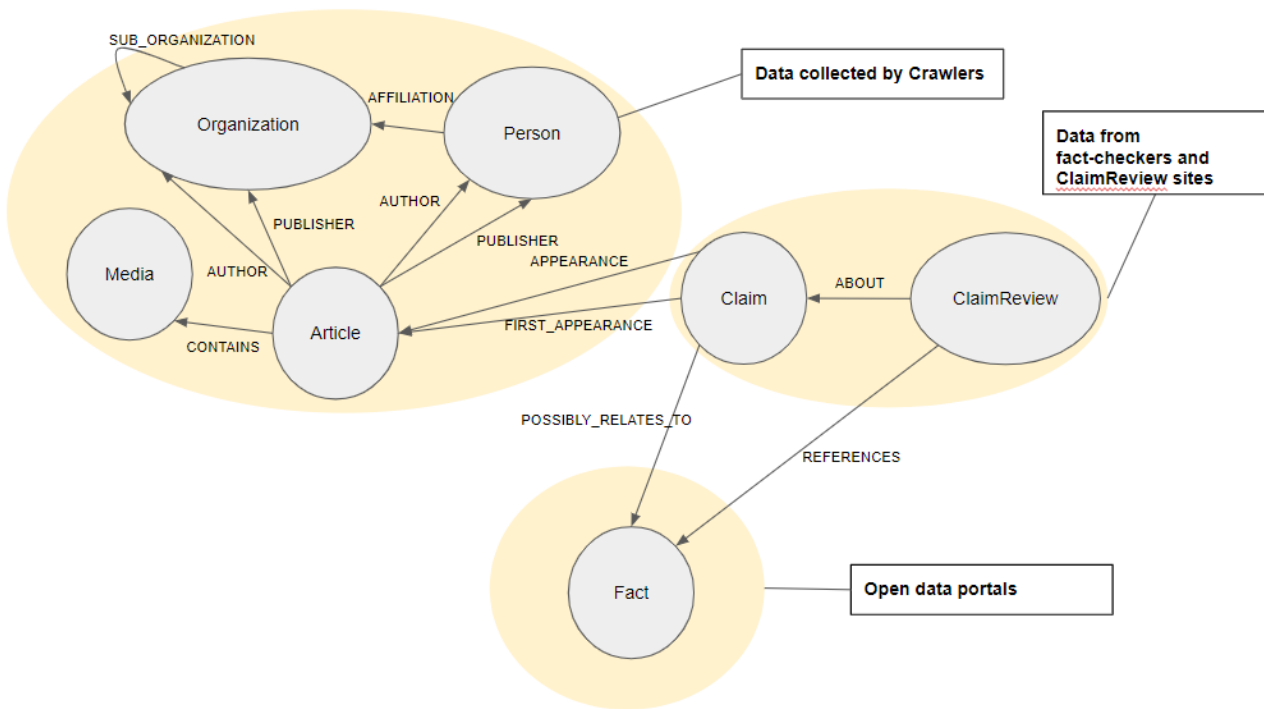 SUB_ORGANIZATION
Organization
AFFILIATION
Person
Data collected by Crawlers
Data from
fact-checkers and
ClaimReview sites
AUTHOR
PUBLISHER
PUBLISHER
APPEARANCE
Media
AUTHOR
Claim
ABOUT
ClaimReview
CONTAINS
Article
FIRST_APPEARANCE
POSSIBLY_RELATES_TO
REFERENCES
Fact
Open data portals